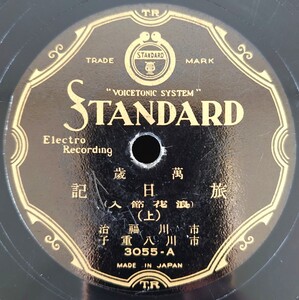 TR
STANDARD
TRADE MARK
"VOICETONIC SYSTEM"
STANDARD
Electro
Recording
萬歳
旅日記
(浪花節入)
(上)
市川福治
市川八重子
3055-A
MADE IN JAPAN
TR